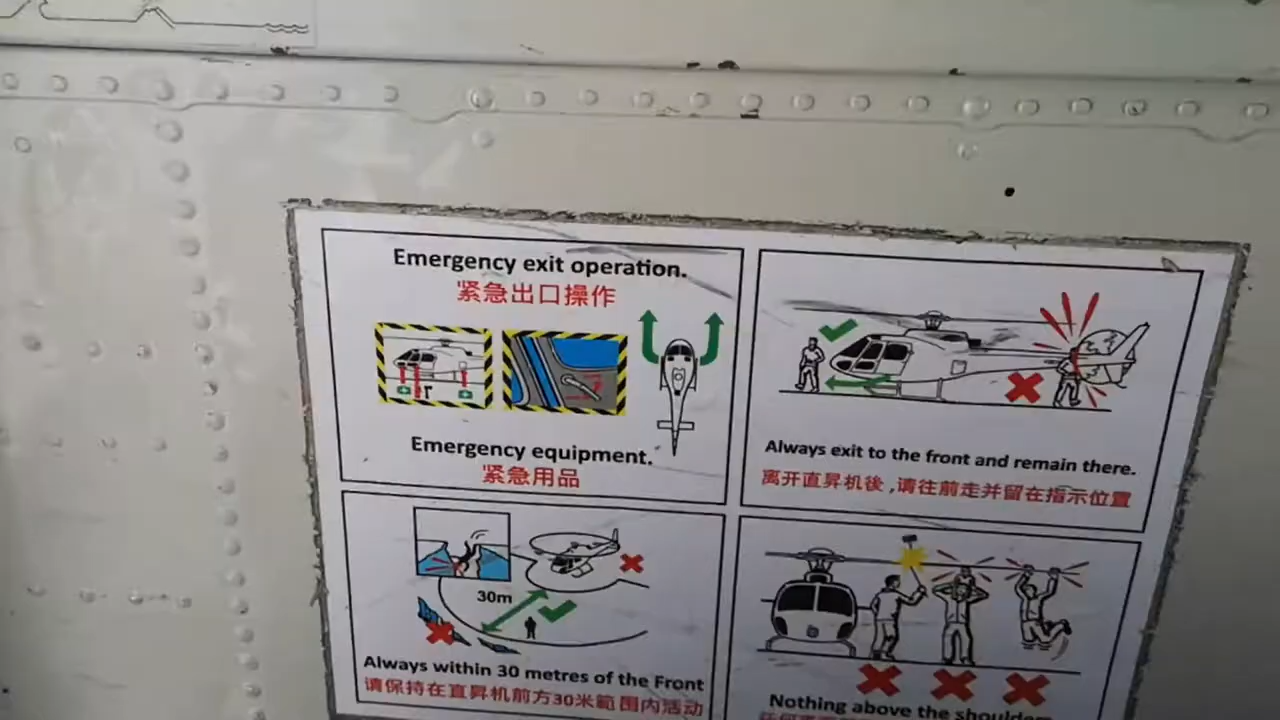 Emergency exit operation.
紧急出口操作
Emergency equipment.
紧急用品
Always exit to the front and remain there.
离开直昇机後,请往前走并留在指示位置
30m
Always within 30 metres of the Front
请保持在直昇机前方30米範围内活动
Nothing above the shoulders